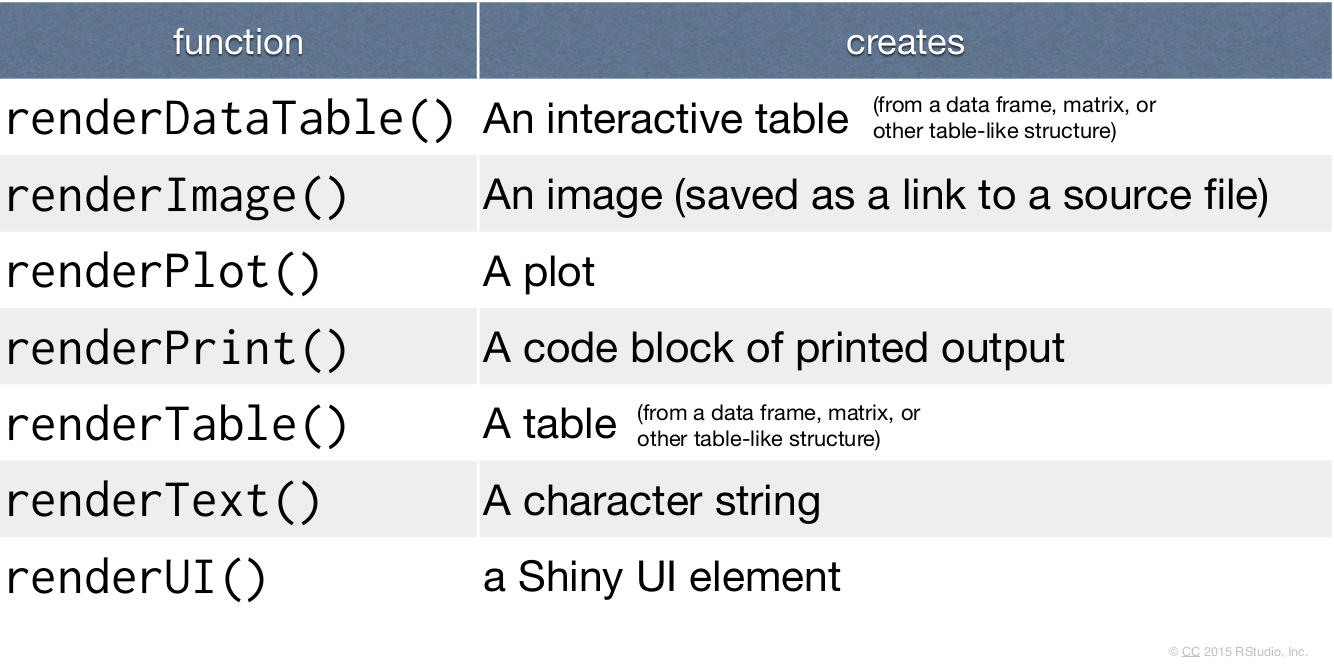 function creates
renderDataTable() An interactive table (from a data frame, matrix, or
other table-like structure)
renderImage() An image (saved as a link to a source file)
renderPlot() A plot
renderPrint() A code block of printed output
renderTable() A table (from a data frame, matrix, or
other table-like structure)
renderText() A character string
renderUI() a Shiny UI element
© CC 2015 RStudio, Inc.